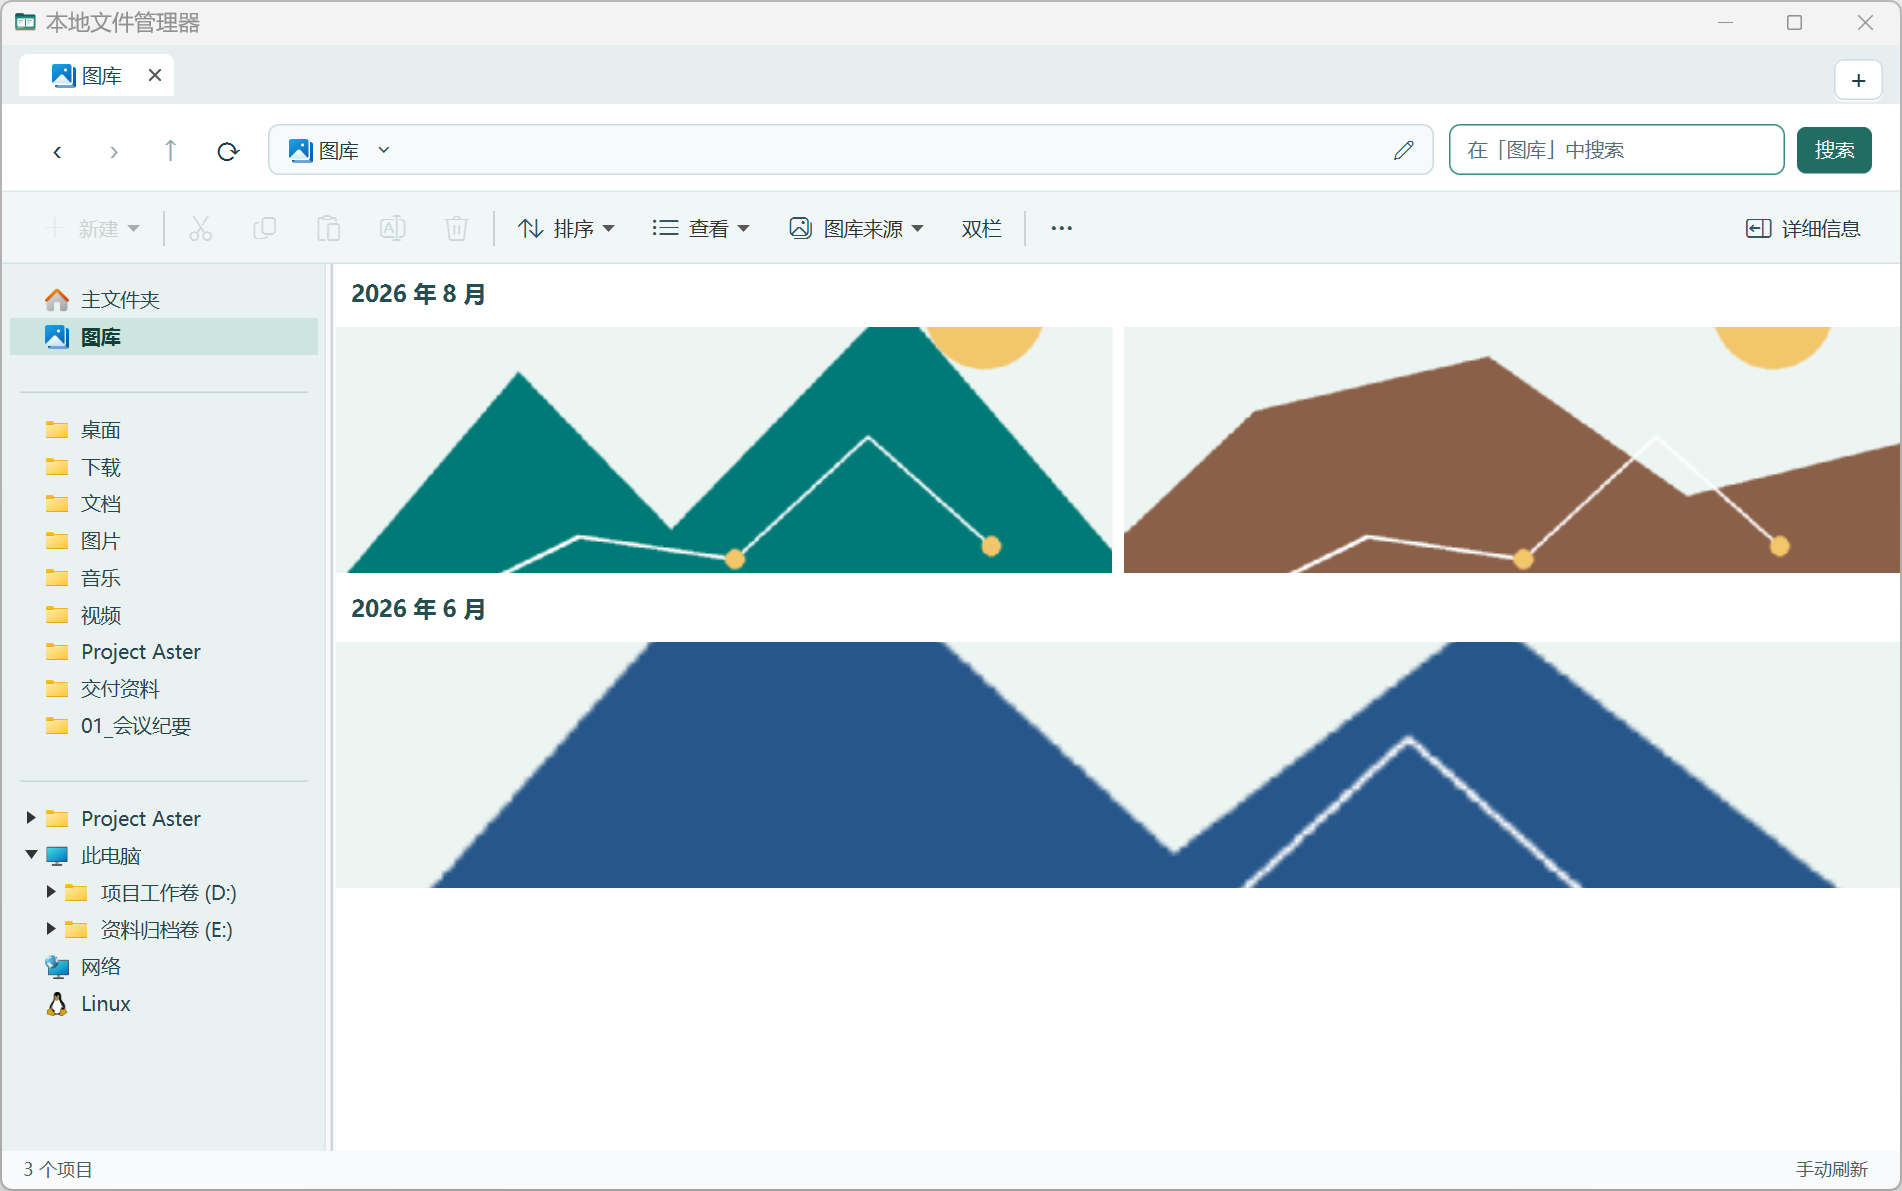 本地文件管理器
图库
图库
在「图库」中搜索
搜索
新建
排序
查看
图库来源
双栏
详细信息
主文件夹
图库
桌面
下载
文档
图片
音乐
视频
Project Aster
交付资料
01_会议纪要
Project Aster
此电脑
项目工作卷 (D:)
资料归档卷 (E:)
网络
Linux
2026 年 8 月
2026 年 6 月
3 个项目
手动刷新